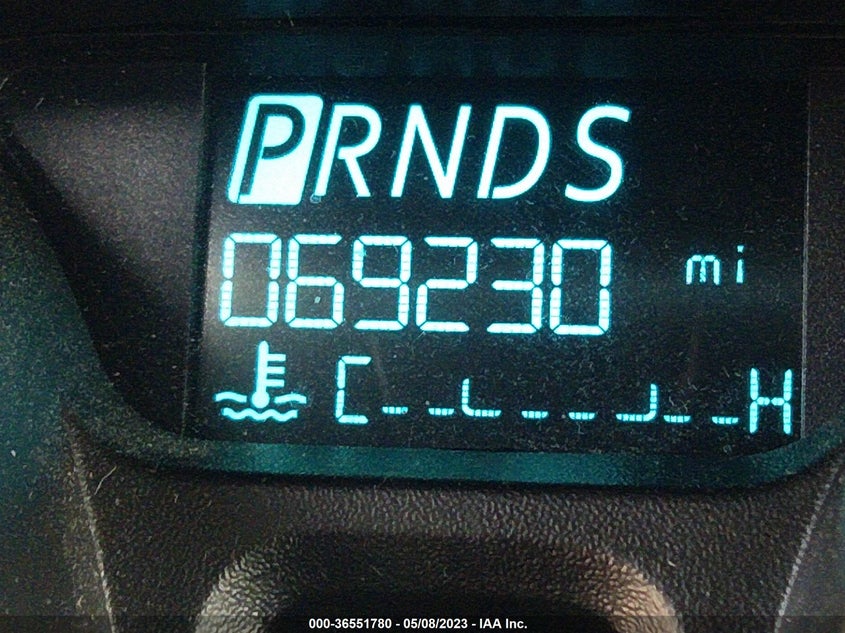 PRNDS
069230 mi
C H
000-36551780 - 05/08/2023 - IAA Inc.